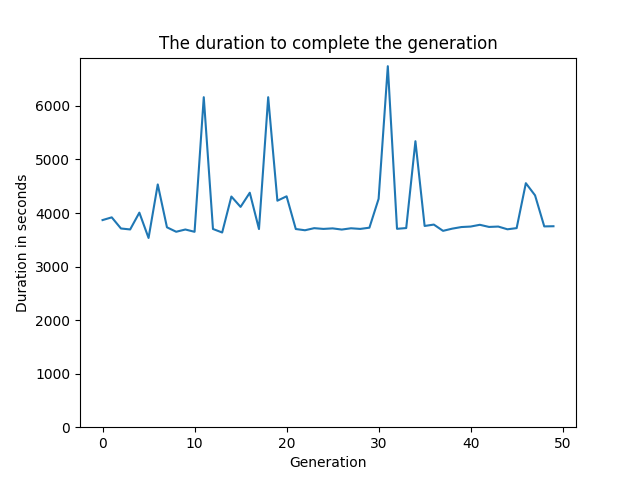 The duration to complete the generation
Duration in seconds
6000
5000
4000
3000
2000
1000
0
0 10 20 30 40 50
Generation